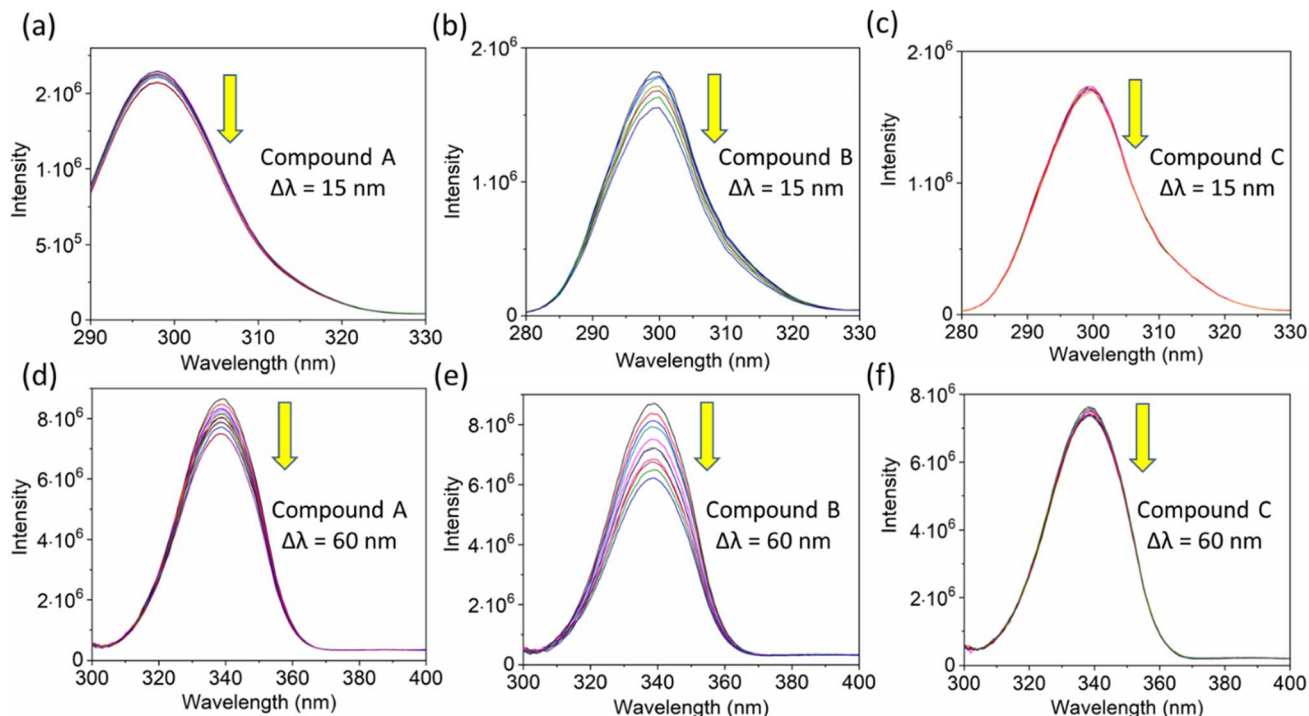 (a)
Intensity
2·10⁶
1·10⁶
5·10⁵
0
Compound A
Δλ = 15 nm
290 300 310 320 330
Wavelength (nm)
(b)
Intensity
2·10⁶
1·10⁶
0
Compound B
Δλ = 15 nm
280 290 300 310 320 330
Wavelength (nm)
(c)
Intensity
2·10⁶
1·10⁶
0
Compound C
Δλ = 15 nm
280 290 300 310 320 330
Wavelength (nm)
(d)
Intensity
8·10⁶
6·10⁶
4·10⁶
2·10⁶
0
Compound A
Δλ = 60 nm
300 320 340 360 380 400
Wavelength (nm)
(e)
Intensity
8·10⁶
6·10⁶
4·10⁶
2·10⁶
0
Compound B
Δλ = 60 nm
300 320 340 360 380 400
Wavelength (nm)
(f)
Intensity
8·10⁶
6·10⁶
4·10⁶
2·10⁶
0
Compound C
Δλ = 60 nm
300 320 340 360 380 400
Wavelength (nm)